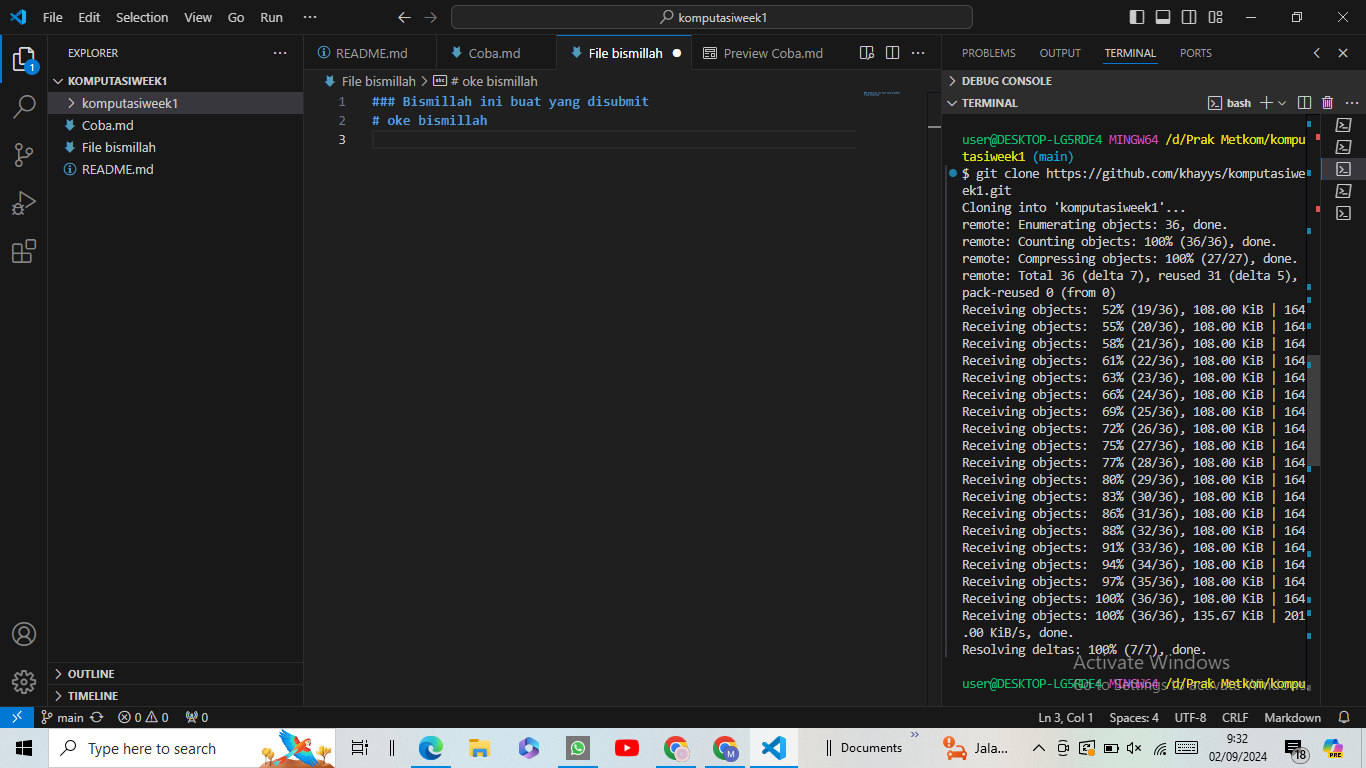 File Edit Selection View Go Run ···
komputasiweek1
EXPLORER
KOMPUTASIWEEK1
komputasiweek1
Coba.md
File bismillah
README.md
OUTLINE
TIMELINE
1
README.md
Coba.md
File bismillah
Preview Coba.md
File bismillah > # oke bismillah
1 ### Bismillah ini buat yang disubmit
2 # oke bismillah
3
PROBLEMS OUTPUT TERMINAL PORTS
DEBUG CONSOLE
TERMINAL
bash
user@DESKTOP-LG5RDE4 MINGW64 /d/Prak Metkom/kompu
tasiweek1 (main)
$ git clone https://github.com/khayys/komputasiwe
ek1.git
Cloning into 'komputasiweek1'...
remote: Enumerating objects: 36, done.
remote: Counting objects: 100% (36/36), done.
remote: Compressing objects: 100% (27/27), done.
remote: Total 36 (delta 7), reused 31 (delta 5),
pack-reused 0 (from 0)
Receiving objects:  52% (19/36), 108.00 KiB | 164
Receiving objects:  55% (20/36), 108.00 KiB | 164
Receiving objects:  58% (21/36), 108.00 KiB | 164
Receiving objects:  61% (22/36), 108.00 KiB | 164
Receiving objects:  63% (23/36), 108.00 KiB | 164
Receiving objects:  66% (24/36), 108.00 KiB | 164
Receiving objects:  69% (25/36), 108.00 KiB | 164
Receiving objects:  72% (26/36), 108.00 KiB | 164
Receiving objects:  75% (27/36), 108.00 KiB | 164
Receiving objects:  77% (28/36), 108.00 KiB | 164
Receiving objects:  80% (29/36), 108.00 KiB | 164
Receiving objects:  83% (30/36), 108.00 KiB | 164
Receiving objects:  86% (31/36), 108.00 KiB | 164
Receiving objects:  88% (32/36), 108.00 KiB | 164
Receiving objects:  91% (33/36), 108.00 KiB | 164
Receiving objects:  94% (34/36), 108.00 KiB | 164
Receiving objects:  97% (35/36), 108.00 KiB | 164
Receiving objects: 100% (36/36), 108.00 KiB | 164
Receiving objects: 100% (36/36), 135.67 KiB | 201
.00 KiB/s, done.
Resolving deltas: 100% (7/7), done.
Activate Windows
Go to Settings to activate Windows.
user@DESKTOP-LG5RDE4 MINGW64 /d/Prak Metkom/kompu
main 0 0 0
Ln 3, Col 1 Spaces: 4 UTF-8 CRLF Markdown
Type here to search
M
Documents
Jala...
9:32
02/09/2024
18
PRE